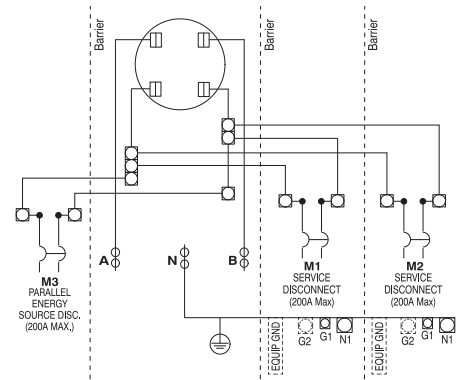 Barrier
Barrier
Barrier
A
N
B
M3
PARALLEL
ENERGY
SOURCE DISC.
(200A MAX,)
M1
SERVICE
DISCONNECT
(200A Max)
M2
SERVICE
DISCONNECT
(200A Max)
EQUIP GND
G2
G1
N1
EQUIP GND
G2
G1
N1